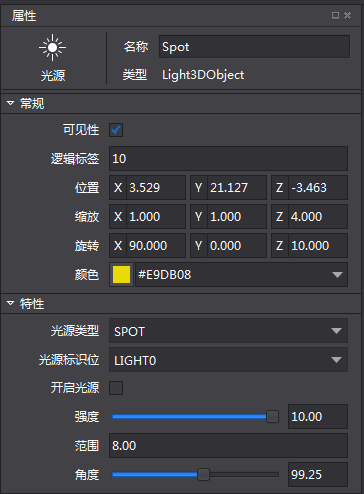 属性
光源
名称 Spot
类型 Light3DObject
常规
可见性
逻辑标签 10
位置 X 3.529 Y 21.127 Z -3.463
缩放 X 1.000 Y 1.000 Z 4.000
旋转 X 90.000 Y 0.000 Z 10.000
颜色 #E9DB08
特性
光源类型 SPOT
光源标识位 LIGHT0
开启光源
强度 10.00
范围 8.00
角度 99.25